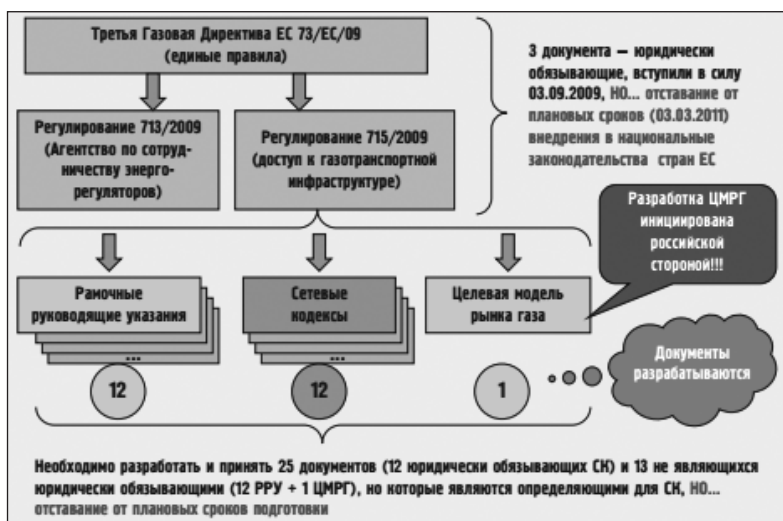 Третья Газовая Директива ЕС 73/ЕС/09
(единые правила)
3 документа – юридически
обязывающие, вступили в силу
03.09.2009, НО... отставание от
плановых сроков (03.03.2011)
внедрения в национальные
законодательства стран ЕС
Регулирование 713/2009
(Агентство по сотруд-
ничеству энерго-
регуляторов)
Регулирование 715/2009
(доступ к газотранспортной
инфраструктуре)
Разработка ЦМРГ
инициирована
российской
стороной!!!
Рамочные
руководящие указания
...
Сетевые
кодексы
...
Целевая модель
рынка газа
Документы
разрабатываются
12
12
1
Необходимо разработать и принять 25 документов (12 юридически обязывающих СК) и 13 не являющихся
юридически обязывающими (12 РРУ + 1 ЦМРГ), но которые являются определяющими для СК, НО...
отставание от плановых сроков подготовки